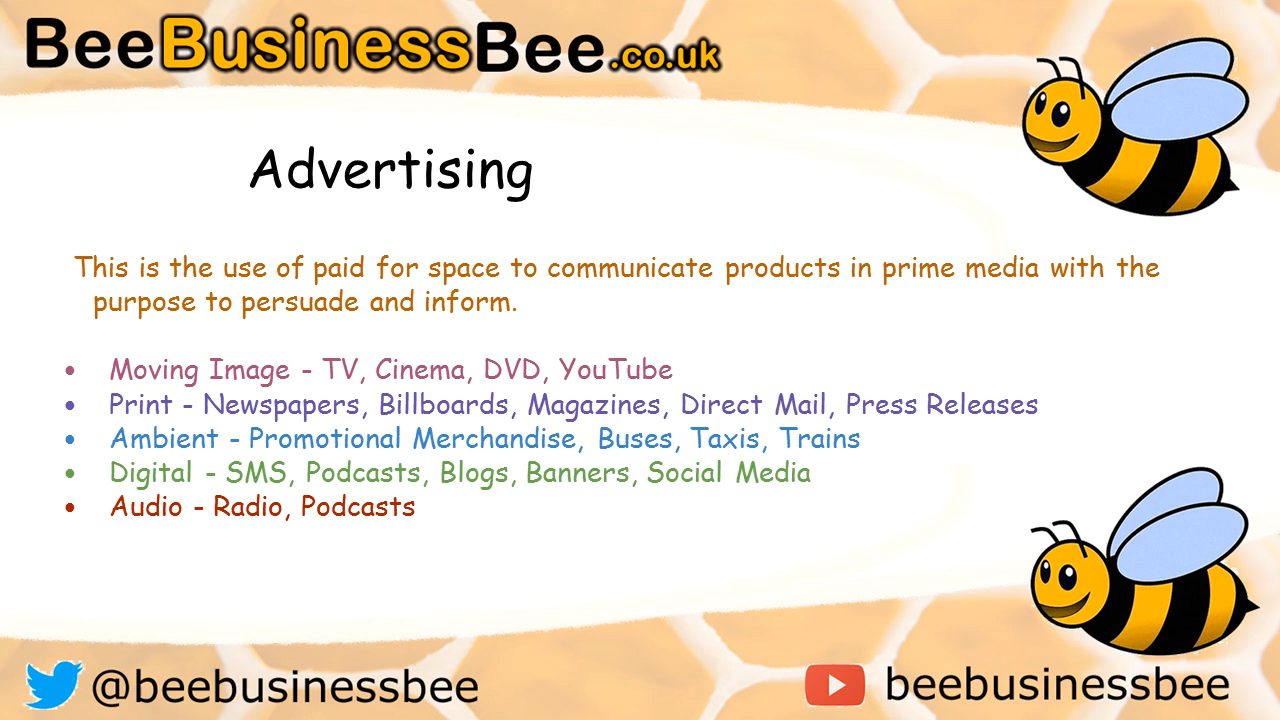 BeeBusinessBee.co.uk
Advertising
This is the use of paid for space to communicate products in prime media with the
purpose to persuade and inform.
• Moving Image - TV, Cinema, DVD, YouTube
• Print - Newspapers, Billboards, Magazines, Direct Mail, Press Releases
• Ambient - Promotional Merchandise, Buses, Taxis, Trains
• Digital - SMS, Podcasts, Blogs, Banners, Social Media
• Audio - Radio, Podcasts
@beebusinessbee
beebusinessbee